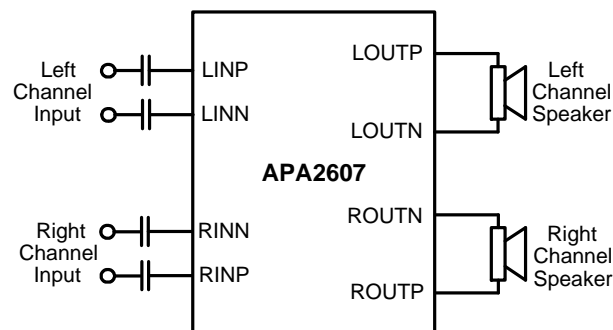 Left
Channel
Input
LINP
LINN
LOUTP
LOUTN
Left
Channel
Speaker
APA2607
Right
Channel
Input
RINN
RINP
ROUTN
ROUTP
Right
Channel
Speaker